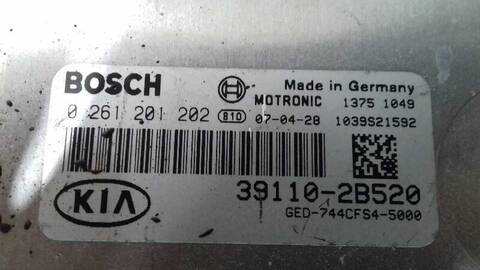 BOSCH
Made in Germany
MOTRONIC 1375 1049
0 261 201 202 810 07-04-28 1039S21592
39110-2B520
KIA
GED-744CFS4-5000